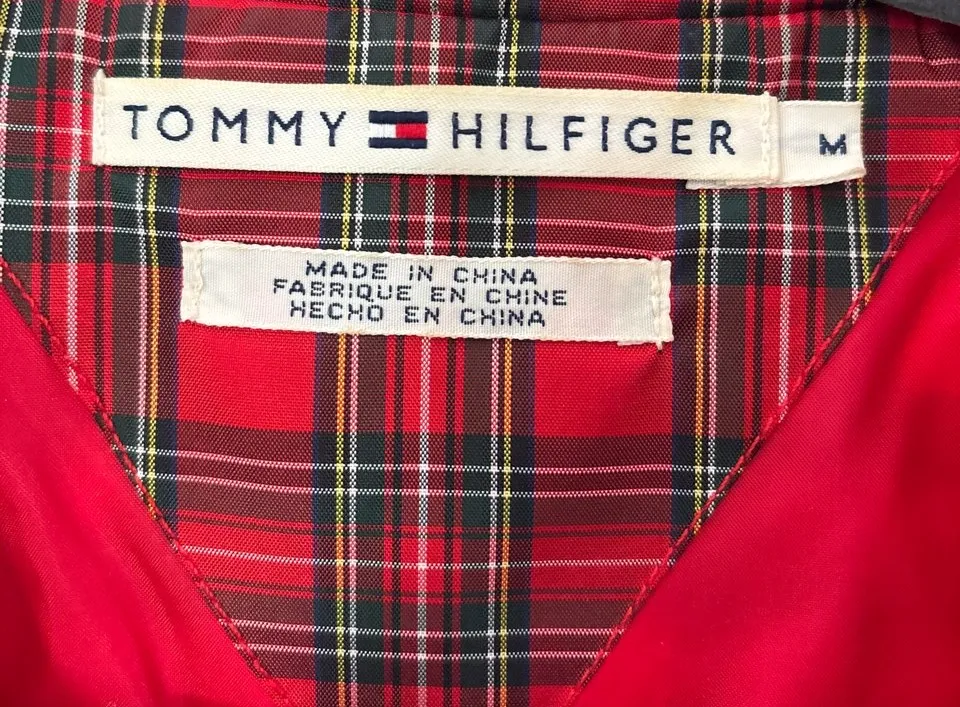 TOMMY HILFIGER M
MADE IN CHINA
FABRIQUE EN CHINE
HECHO EN CHINA